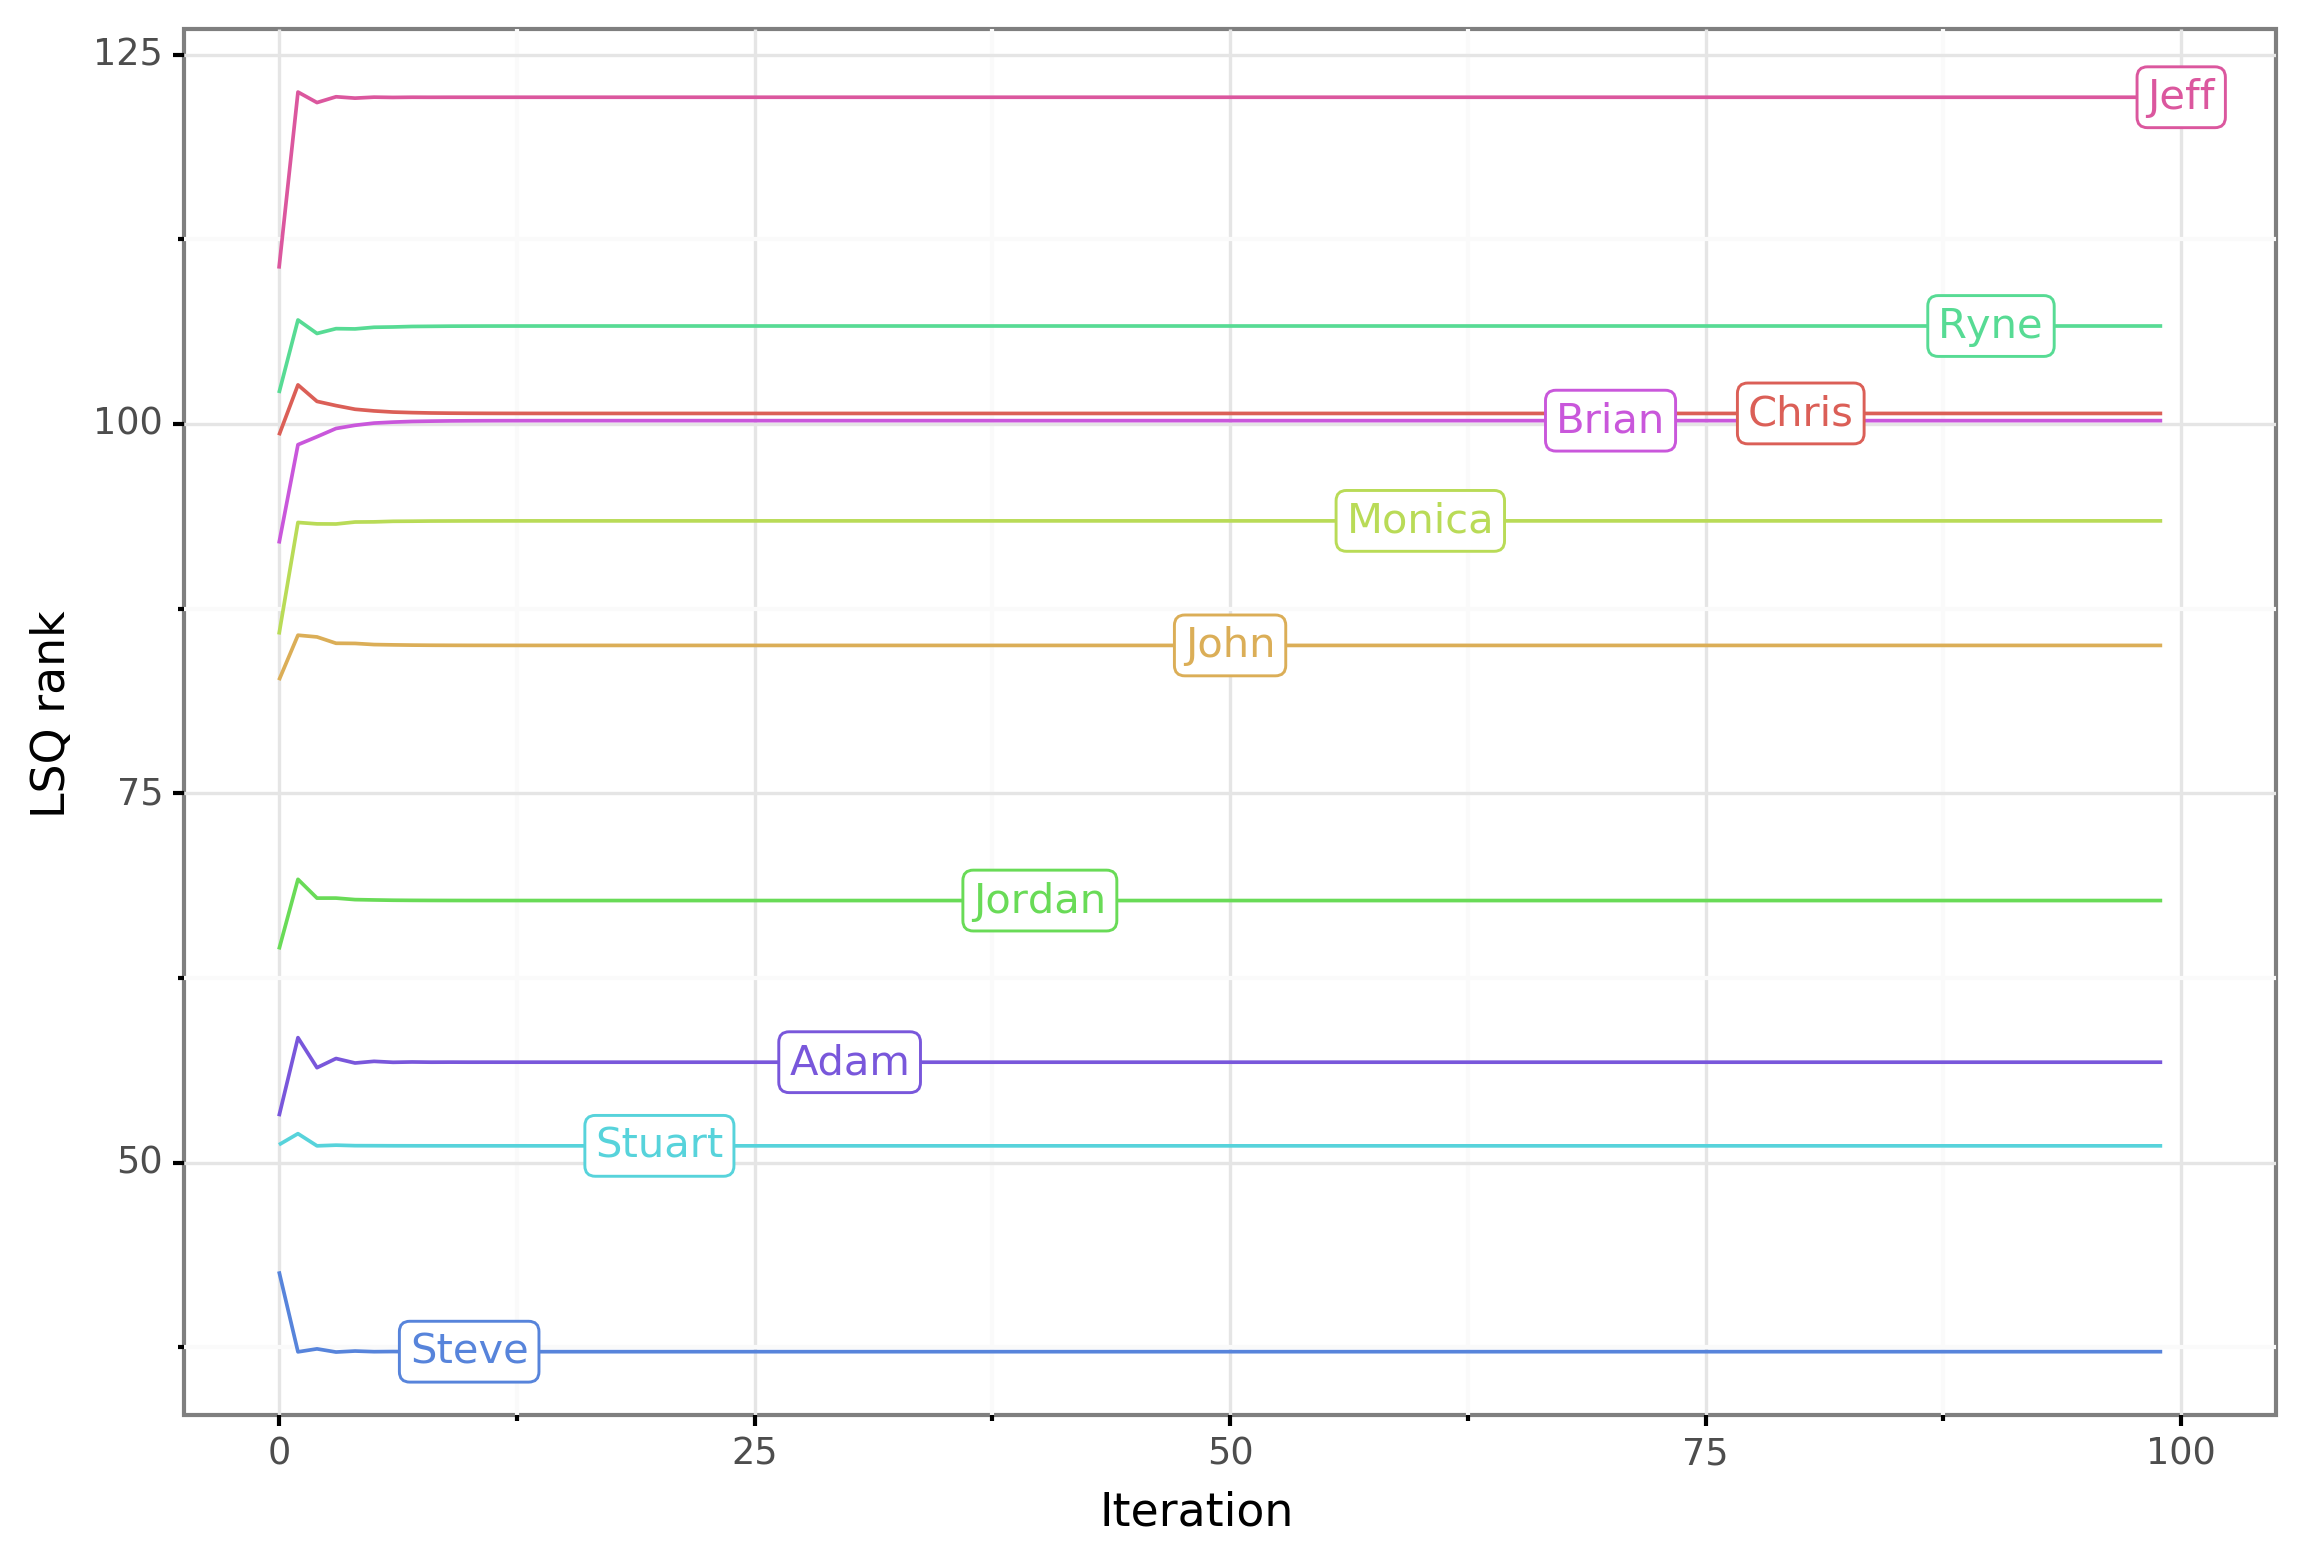 125
Jeff
Ryne
100
Brian
Chris
Monica
John
LSQ rank
75
Jordan
Adam
50
Stuart
Steve
0
25
50
75
100
Iteration